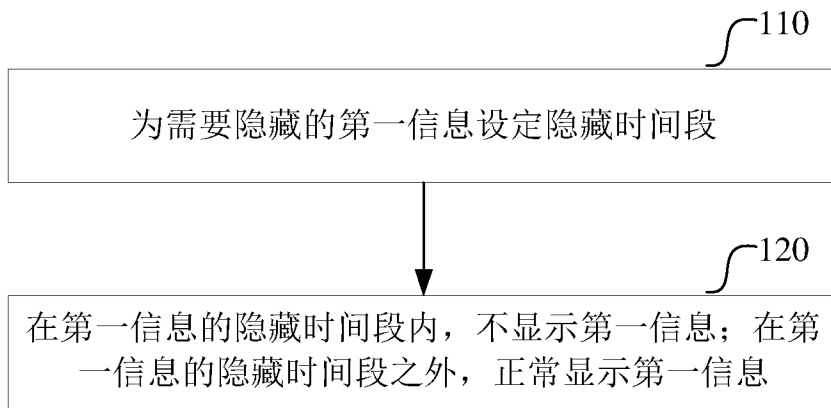 110
为需要隐藏的第一信息设定隐藏时间段
120
在第一信息的隐藏时间段内，不显示第一信息；在第
一信息的隐藏时间段之外，正常显示第一信息